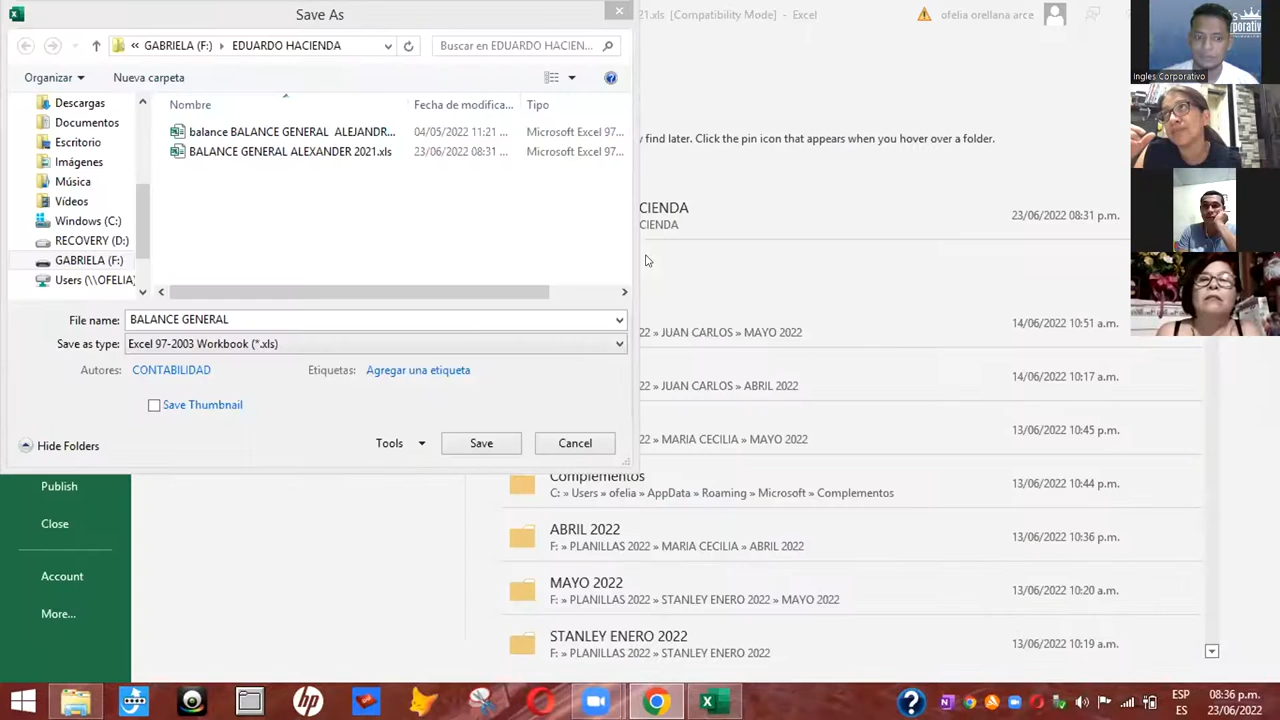 Save As
21.xls [Compatibility Mode] - Excel
ofelia orellana arce
GABRIELA (F:) EDUARDO HACIENDA
Buscar en EDUARDO HACIEN...
Organizar
Nueva carpeta
Ingles Corporativo
Descargas
Documentos
Escritorio
Imágenes
Música
Vídeos
Windows (C:)
RECOVERY (D:)
GABRIELA (F:)
Users (\\OFELIA)
Nombre
Fecha de modifica...
Tipo
balance BALANCE GENERAL ALEJANDR...
04/05/2022 11:21 ...
Microsoft Excel 97...
BALANCE GENERAL ALEXANDER 2021.xls
23/06/2022 08:31 ...
Microsoft Excel 97...
File name: BALANCE GENERAL
Save as type: Excel 97-2003 Workbook (*.xls)
Autores: CONTABILIDAD
Etiquetas: Agregar una etiqueta
Save Thumbnail
Hide Folders
Tools
Save
Cancel
y find later. Click the pin icon that appears when you hover over a folder.
CIENDA
CIENDA
23/06/2022 08:31 p.m.
22 » JUAN CARLOS » MAYO 2022
14/06/2022 10:51 a.m.
22 » JUAN CARLOS » ABRIL 2022
14/06/2022 10:17 a.m.
22 » MARIA CECILIA » MAYO 2022
13/06/2022 10:45 p.m.
Complementos
C: » Users » ofelia » AppData » Roaming » Microsoft » Complementos
13/06/2022 10:44 p.m.
ABRIL 2022
F: » PLANILLAS 2022 » MARIA CECILIA » ABRIL 2022
13/06/2022 10:36 p.m.
MAYO 2022
F: » PLANILLAS 2022 » STANLEY ENERO 2022 » MAYO 2022
13/06/2022 10:20 a.m.
STANLEY ENERO 2022
F: » PLANILLAS 2022 » STANLEY ENERO 2022
13/06/2022 10:19 a.m.
Publish
Close
Account
More...
hp
ESP
ES
08:36 p.m.
23/06/2022